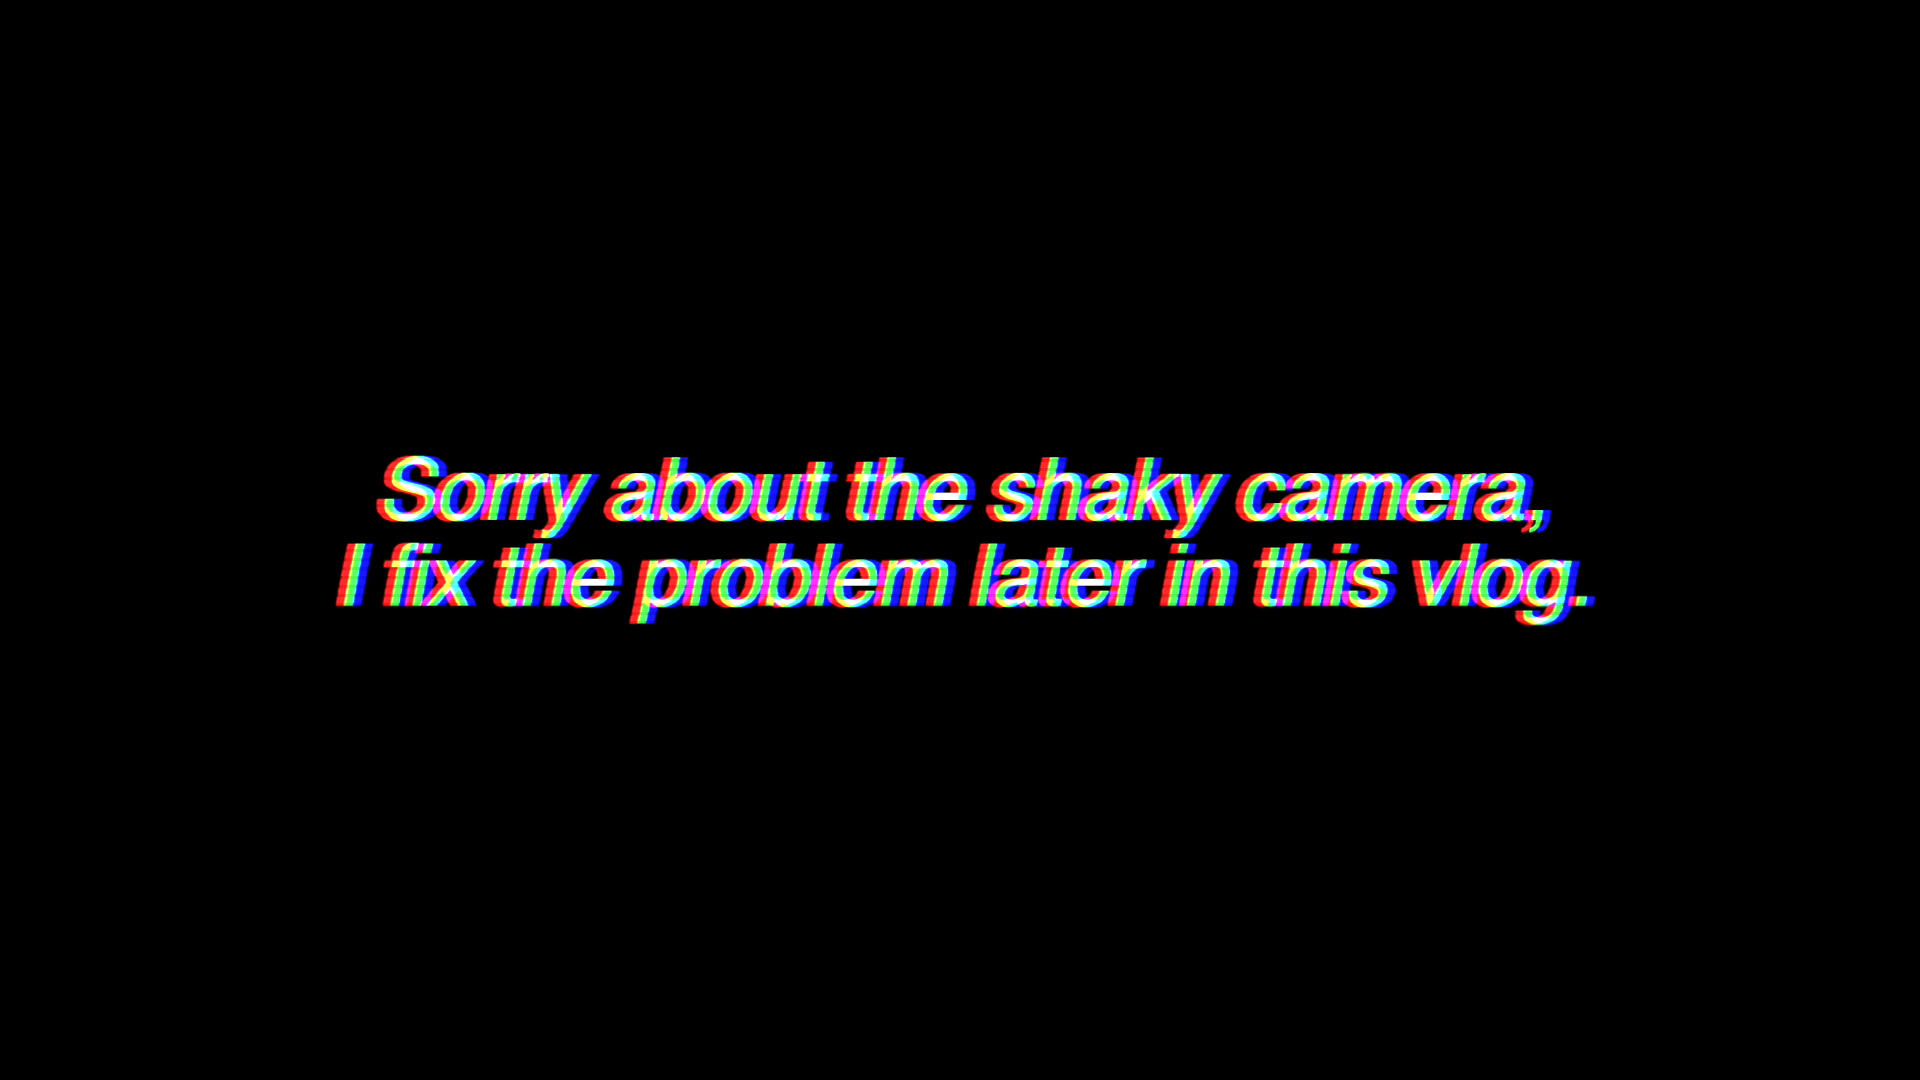 Sorry about the shaky camera,
I fix the problem later in this vlog.